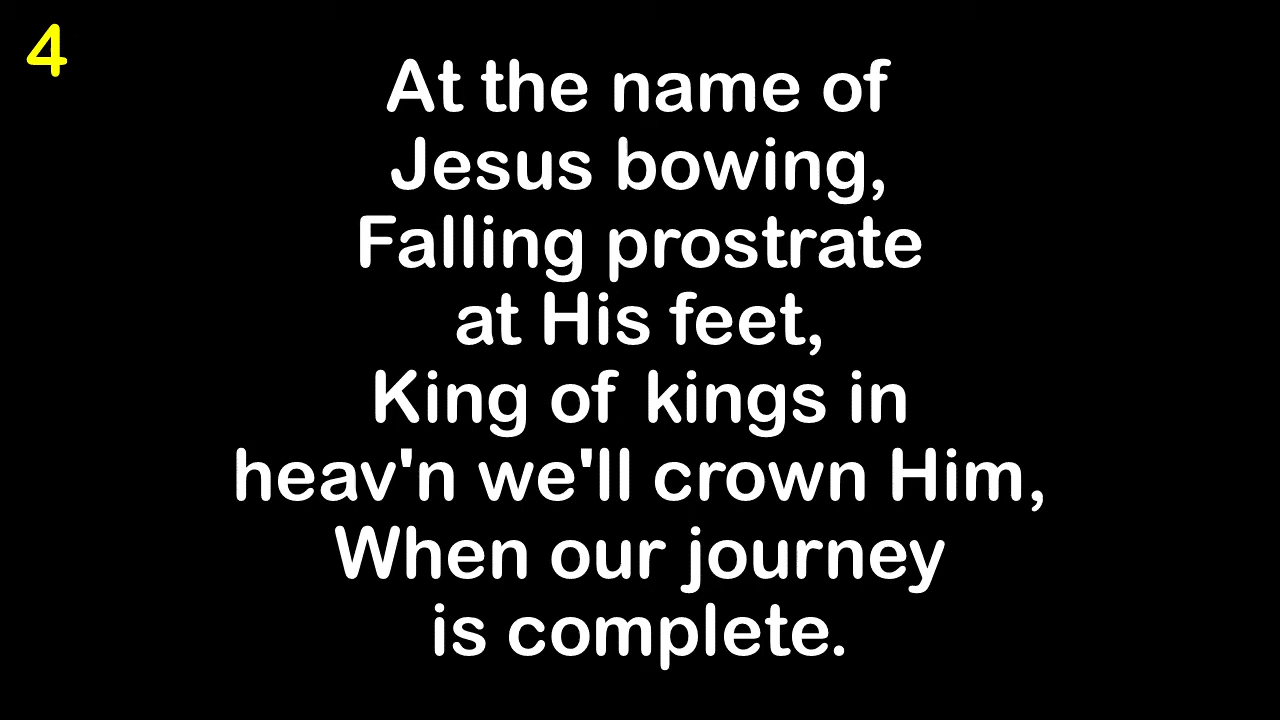 4
At the name of
Jesus bowing,
Falling prostrate
at His feet,
King of kings in
heav'n we'll crown Him,
When our journey
is complete.